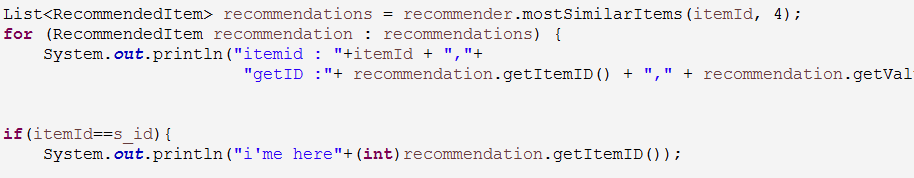 List<RecommendedItem> recommendations = recommender.mostSimilarItems(itemId, 4);
for (RecommendedItem recommendation : recommendations) {
System.out.println("itemid : "+itemId + ","+
"getID :"+ recommendation.getItemID() + "," + recommendation.getVal
if(itemId==s_id){
System.out.println("i'me here"+(int)recommendation.getItemID());